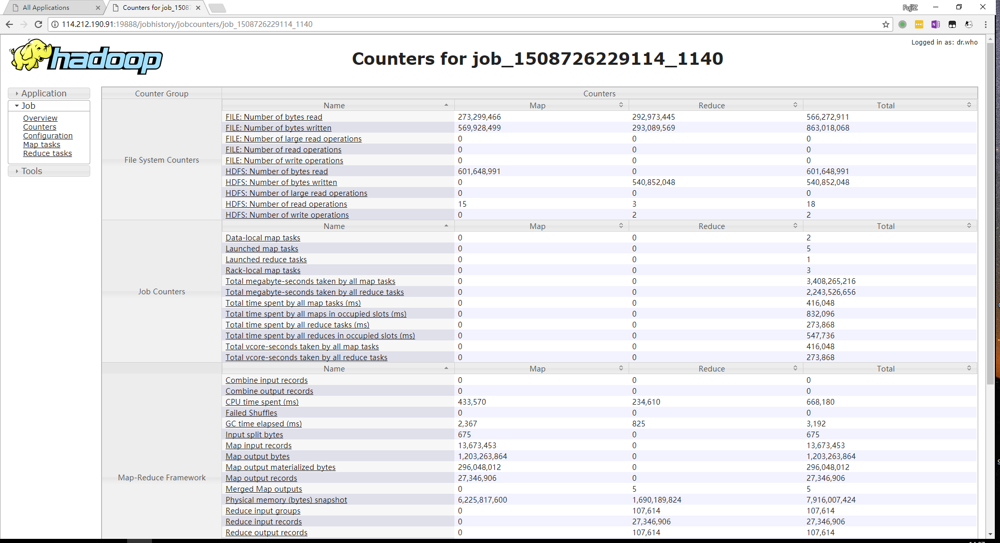 All Applications
Counters for job_1508
FujiZ
114.212.190.91:19888/jobhistory/jobcounters/job_1508726229114_1140
Logged in as: dr.who
hadoop
Counters for job_1508726229114_1140
Application
Job
Overview
Counters
Configuration
Map tasks
Reduce tasks
Tools
Counter Group Counters
File System Counters
Name Map Reduce Total
FILE: Number of bytes read 273,299,466 292,973,445 566,272,911
FILE: Number of bytes written 569,928,499 293,089,569 863,018,068
FILE: Number of large read operations 0 0 0
FILE: Number of read operations 0 0 0
FILE: Number of write operations 0 0 0
HDFS: Number of bytes read 601,648,991 0 601,648,991
HDFS: Number of bytes written 0 540,852,048 540,852,048
HDFS: Number of large read operations 0 0 0
HDFS: Number of read operations 15 3 18
HDFS: Number of write operations 0 2 2
Job Counters
Name Map Reduce Total
Data-local map tasks 0 0 2
Launched map tasks 0 0 5
Launched reduce tasks 0 0 1
Rack-local map tasks 0 0 3
Total megabyte-seconds taken by all map tasks 0 0 3,408,265,216
Total megabyte-seconds taken by all reduce tasks 0 0 2,243,526,656
Total time spent by all map tasks (ms) 0 0 416,048
Total time spent by all maps in occupied slots (ms) 0 0 832,096
Total time spent by all reduce tasks (ms) 0 0 273,868
Total time spent by all reduces in occupied slots (ms) 0 0 547,736
Total vcore-seconds taken by all map tasks 0 0 416,048
Total vcore-seconds taken by all reduce tasks 0 0 273,868
Map-Reduce Framework
Name Map Reduce Total
Combine input records 0 0 0
Combine output records 0 0 0
CPU time spent (ms) 433,570 234,610 668,180
Failed Shuffles 0 0 0
GC time elapsed (ms) 2,367 825 3,192
Input split bytes 675 0 675
Map input records 13,673,453 0 13,673,453
Map output bytes 1,203,263,864 0 1,203,263,864
Map output materialized bytes 296,048,012 0 296,048,012
Map output records 27,346,906 0 27,346,906
Merged Map outputs 0 5 5
Physical memory (bytes) snapshot 6,225,817,600 1,690,189,824 7,916,007,424
Reduce input groups 0 107,614 107,614
Reduce input records 0 27,346,906 27,346,906
Reduce output records 0 107,614 107,614